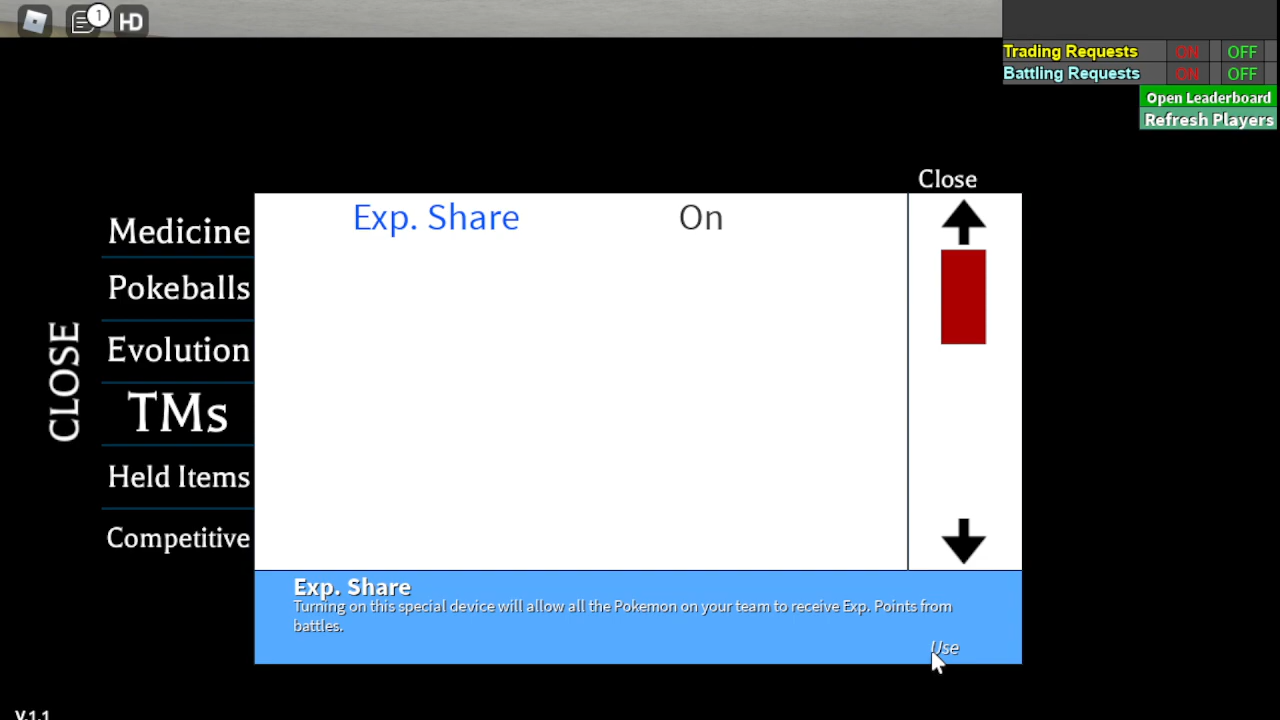 1
HD
Trading Requests ON OFF
Battling Requests ON OFF
Open Leaderboard
Refresh Players
Close
CLOSE
Medicine
Pokeballs
Evolution
TMs
Held Items
Competitive
Exp. Share On
Exp. Share
Turning on this special device will allow all the Pokemon on your team to receive Exp. Points from
battles.
Use
V.1.1